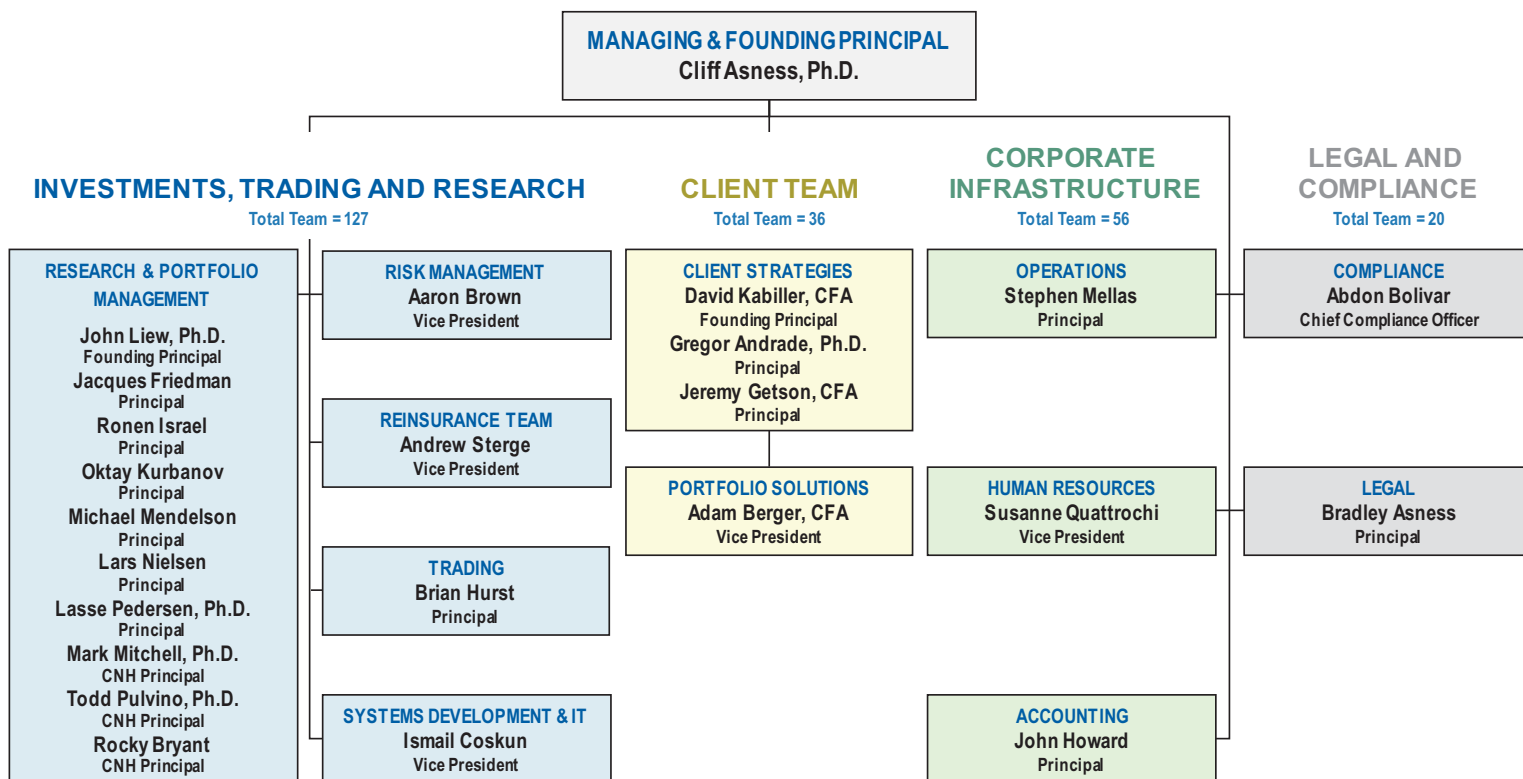 MANAGING & FOUNDING PRINCIPAL
Cliff Asness, Ph.D.
INVESTMENTS, TRADING AND RESEARCH
Total Team = 127
RESEARCH & PORTFOLIO
MANAGEMENT
John Liew, Ph.D.
Founding Principal
Jacques Friedman
Principal
Ronen Israel
Principal
Oktay Kurbanov
Principal
Michael Mendelson
Principal
Lars Nielsen
Principal
Lasse Pedersen, Ph.D.
Principal
Mark Mitchell, Ph.D.
CNH Principal
Todd Pulvino, Ph.D.
CNH Principal
Rocky Bryant
CNH Principal
RISK MANAGEMENT
Aaron Brown
Vice President
REINSURANCE TEAM
Andrew Sterge
Vice President
TRADING
Brian Hurst
Principal
SYSTEMS DEVELOPMENT & IT
Ismail Coskun
Vice President
CLIENT TEAM
Total Team = 36
CLIENT STRATEGIES
David Kabiller, CFA
Founding Principal
Gregor Andrade, Ph.D.
Principal
Jeremy Getson, CFA
Principal
PORTFOLIO SOLUTIONS
Adam Berger, CFA
Vice President
CORPORATE
INFRASTRUCTURE
Total Team = 56
OPERATIONS
Stephen Mellas
Principal
HUMAN RESOURCES
Susanne Quattrochi
Vice President
ACCOUNTING
John Howard
Principal
LEGAL AND
COMPLIANCE
Total Team = 20
COMPLIANCE
Abdon Bolivar
Chief Compliance Officer
LEGAL
Bradley Asness
Principal